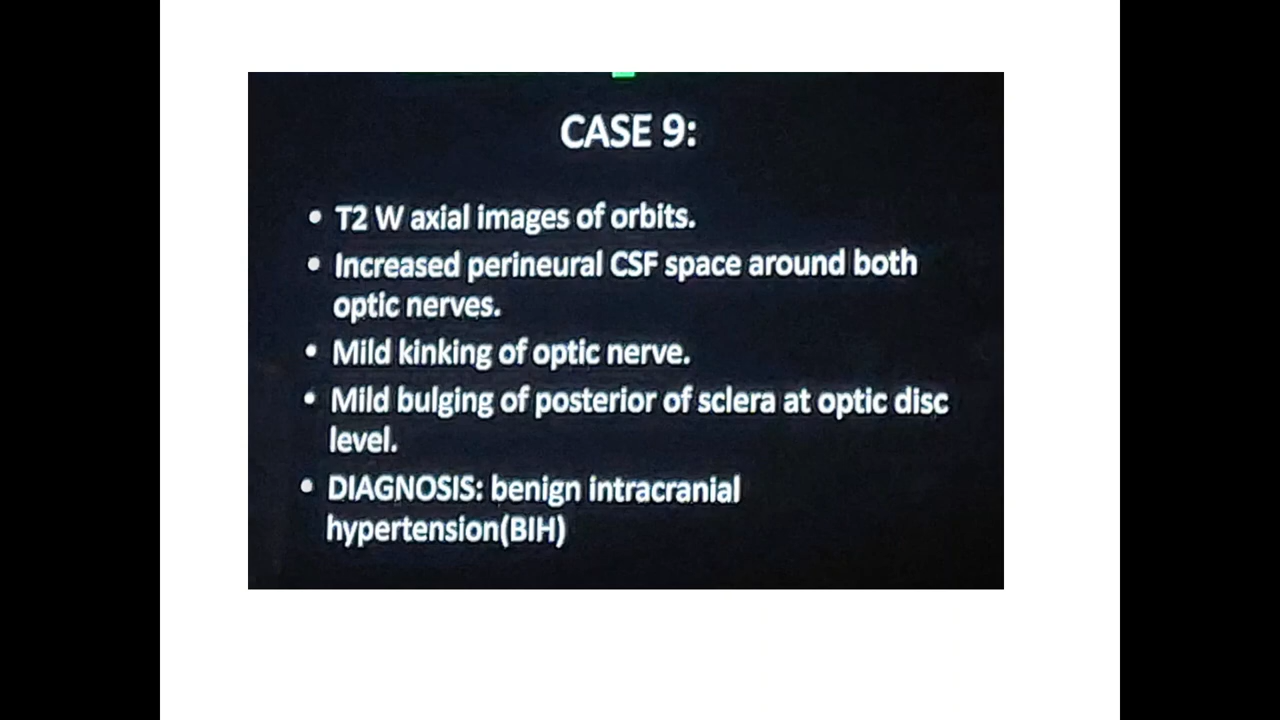 CASE 9:
• T2 W axial images of orbits.
• Increased perineural CSF space around both
optic nerves.
• Mild kinking of optic nerve.
• Mild bulging of posterior of sclera at optic disc
level.
• DIAGNOSIS: benign intracranial
hypertension(BIH)